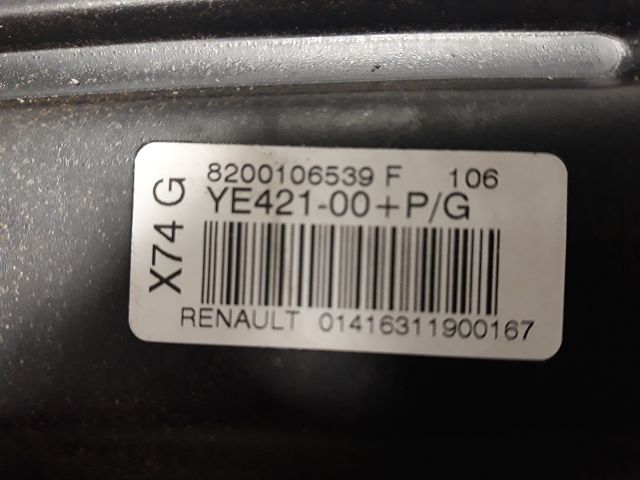 8200106539 F 106
YE421-00+P/G
X74 G
RENAULT 01416311900167